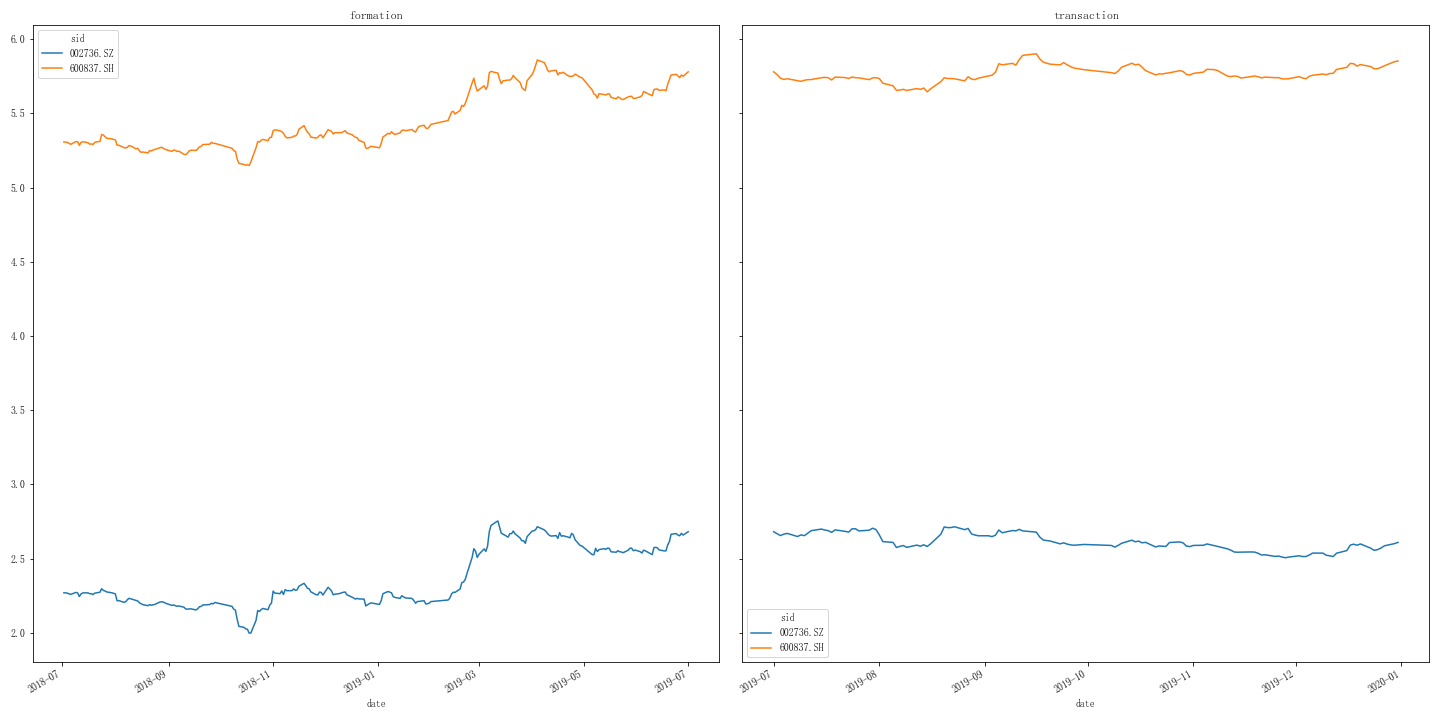 formation
sid
002736.SZ
600837.SH
6.0
5.5
5.0
4.5
4.0
3.5
3.0
2.5
2.0
2018-07
2018-09
2018-11
2019-01
2019-03
2019-05
2019-07
date
transaction
sid
002736.SZ
600837.SH
2019-07
2019-08
2019-09
2019-10
2019-11
2019-12
2020-01
date